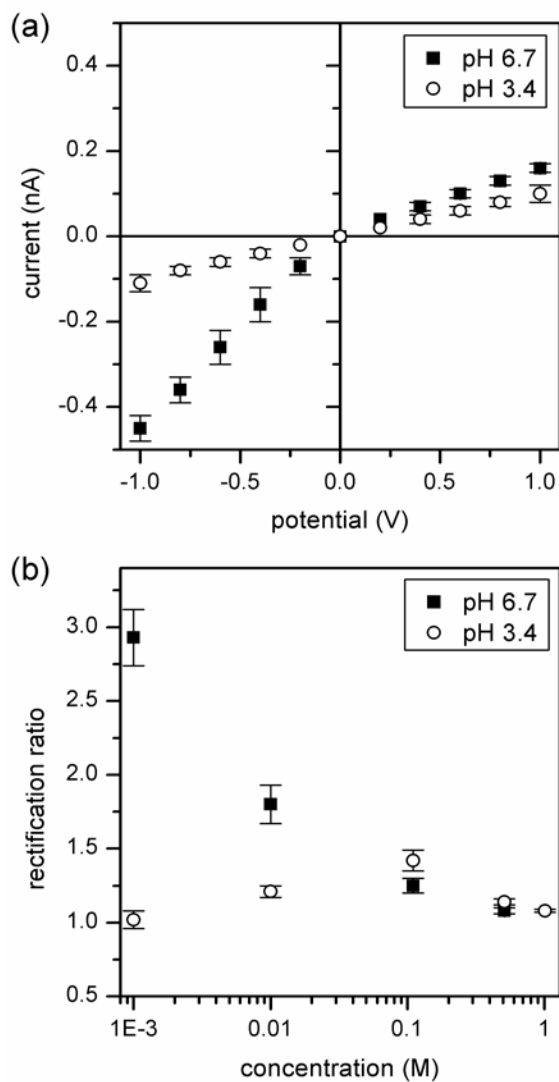 (a)
pH 6.7
pH 3.4
0.4
0.2
0.0
-0.2
-0.4
current (nA)
-1.0 -0.5 0.0 0.5 1.0
potential (V)
(b)
pH 6.7
pH 3.4
3.0
2.5
2.0
1.5
1.0
0.5
rectification ratio
1E-3 0.01 0.1 1
concentration (M)